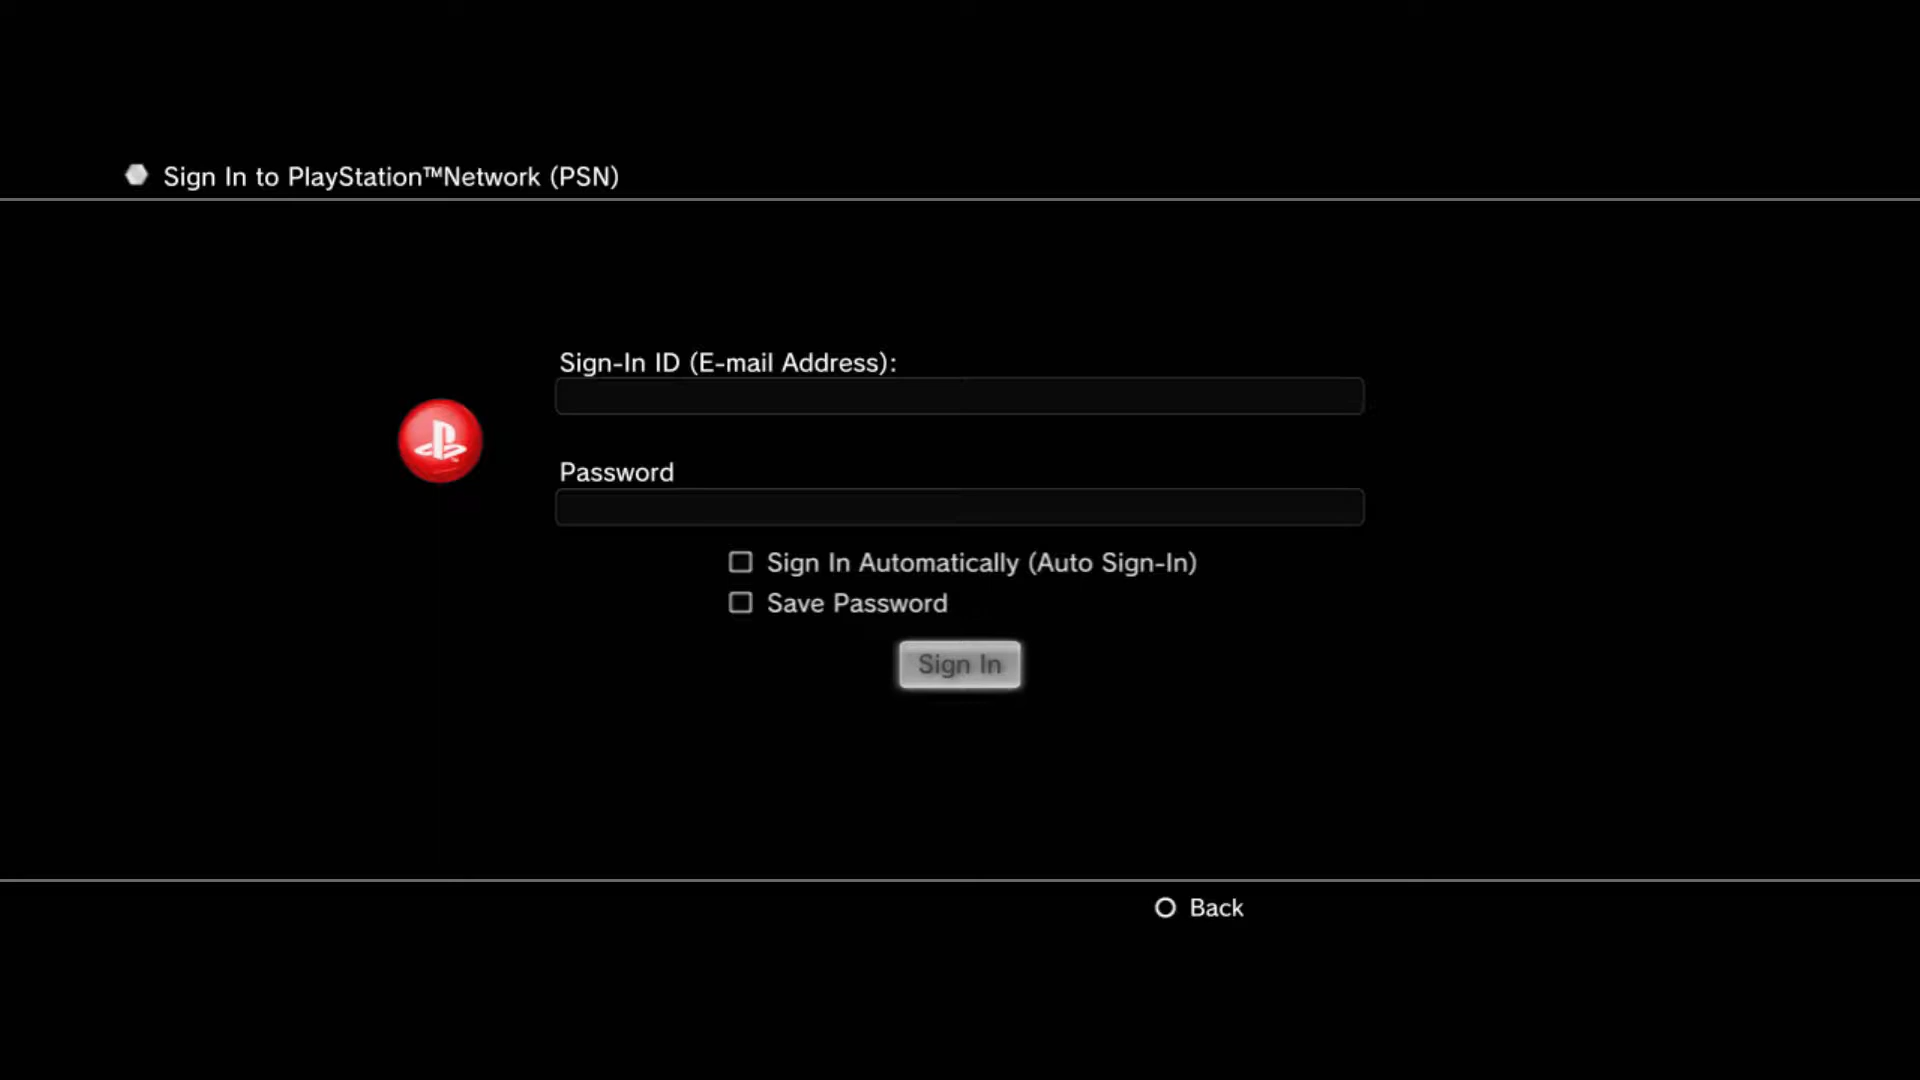 Sign In to PlayStation™Network (PSN)
Sign-In ID (E-mail Address):
Password
Sign In Automatically (Auto Sign-In)
Save Password
Sign In
Back